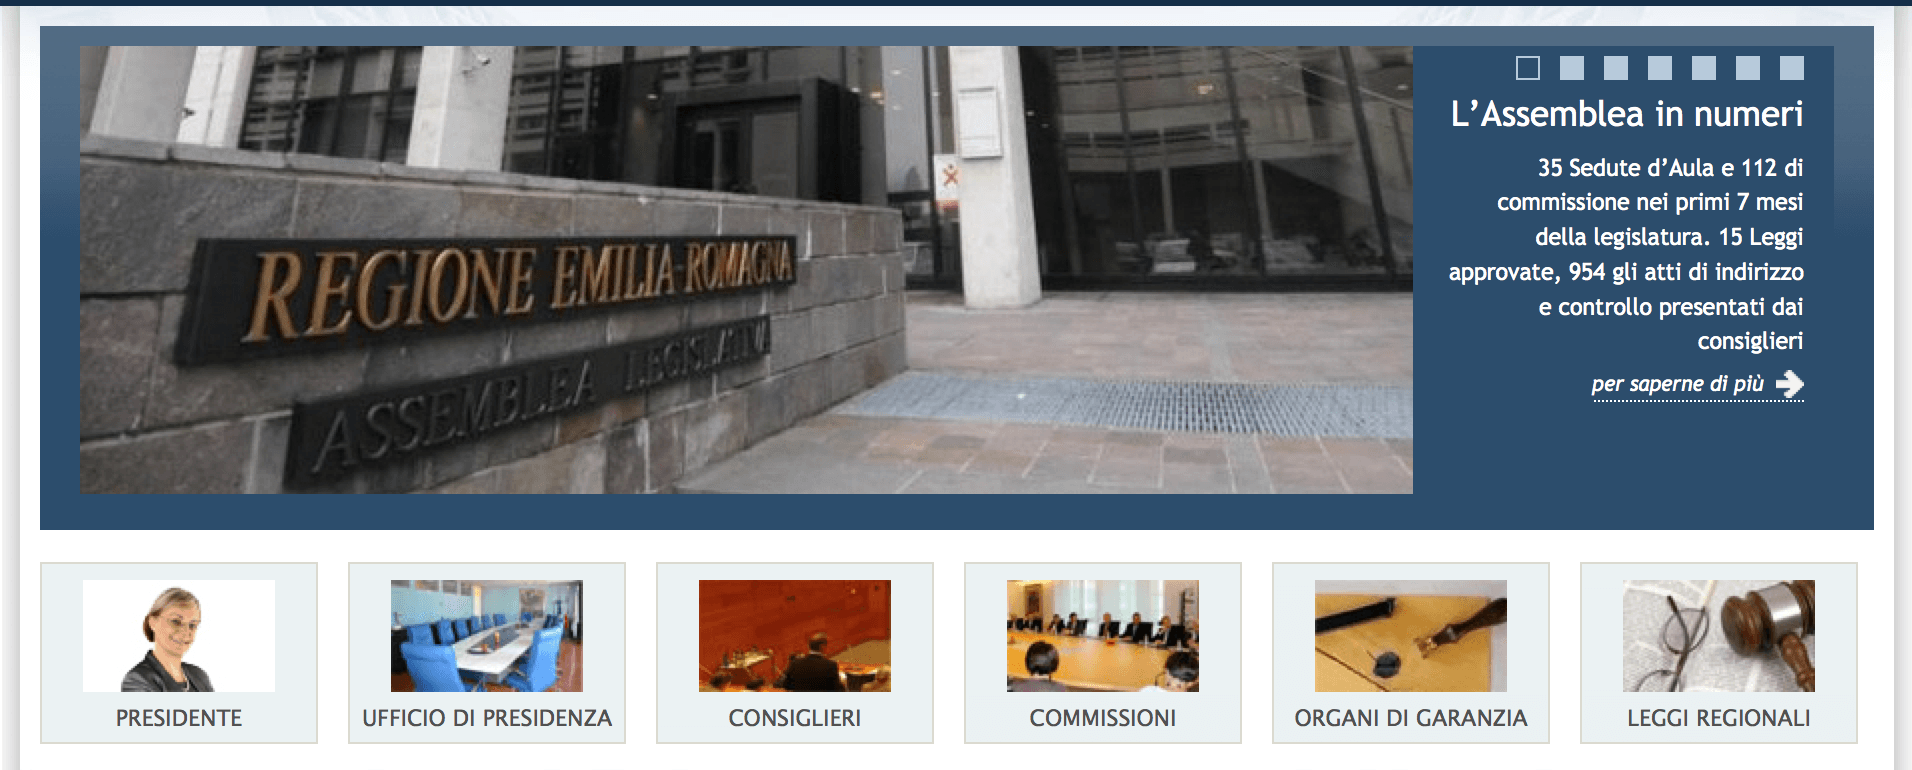 REGIONE EMILIA-ROMAGNA
ASSEMBLEA LEGISLATIVA
L’Assemblea in numeri
35 Sedute d’Aula e 112 di
commissione nei primi 7 mesi
della legislatura. 15 Leggi
approvate, 954 gli atti di indirizzo
e controllo presentati dai
consiglieri
per saperne di più
PRESIDENTE
UFFICIO DI PRESIDENZA
CONSIGLIERI
COMMISSIONI
ORGANI DI GARANZIA
LEGGI REGIONALI